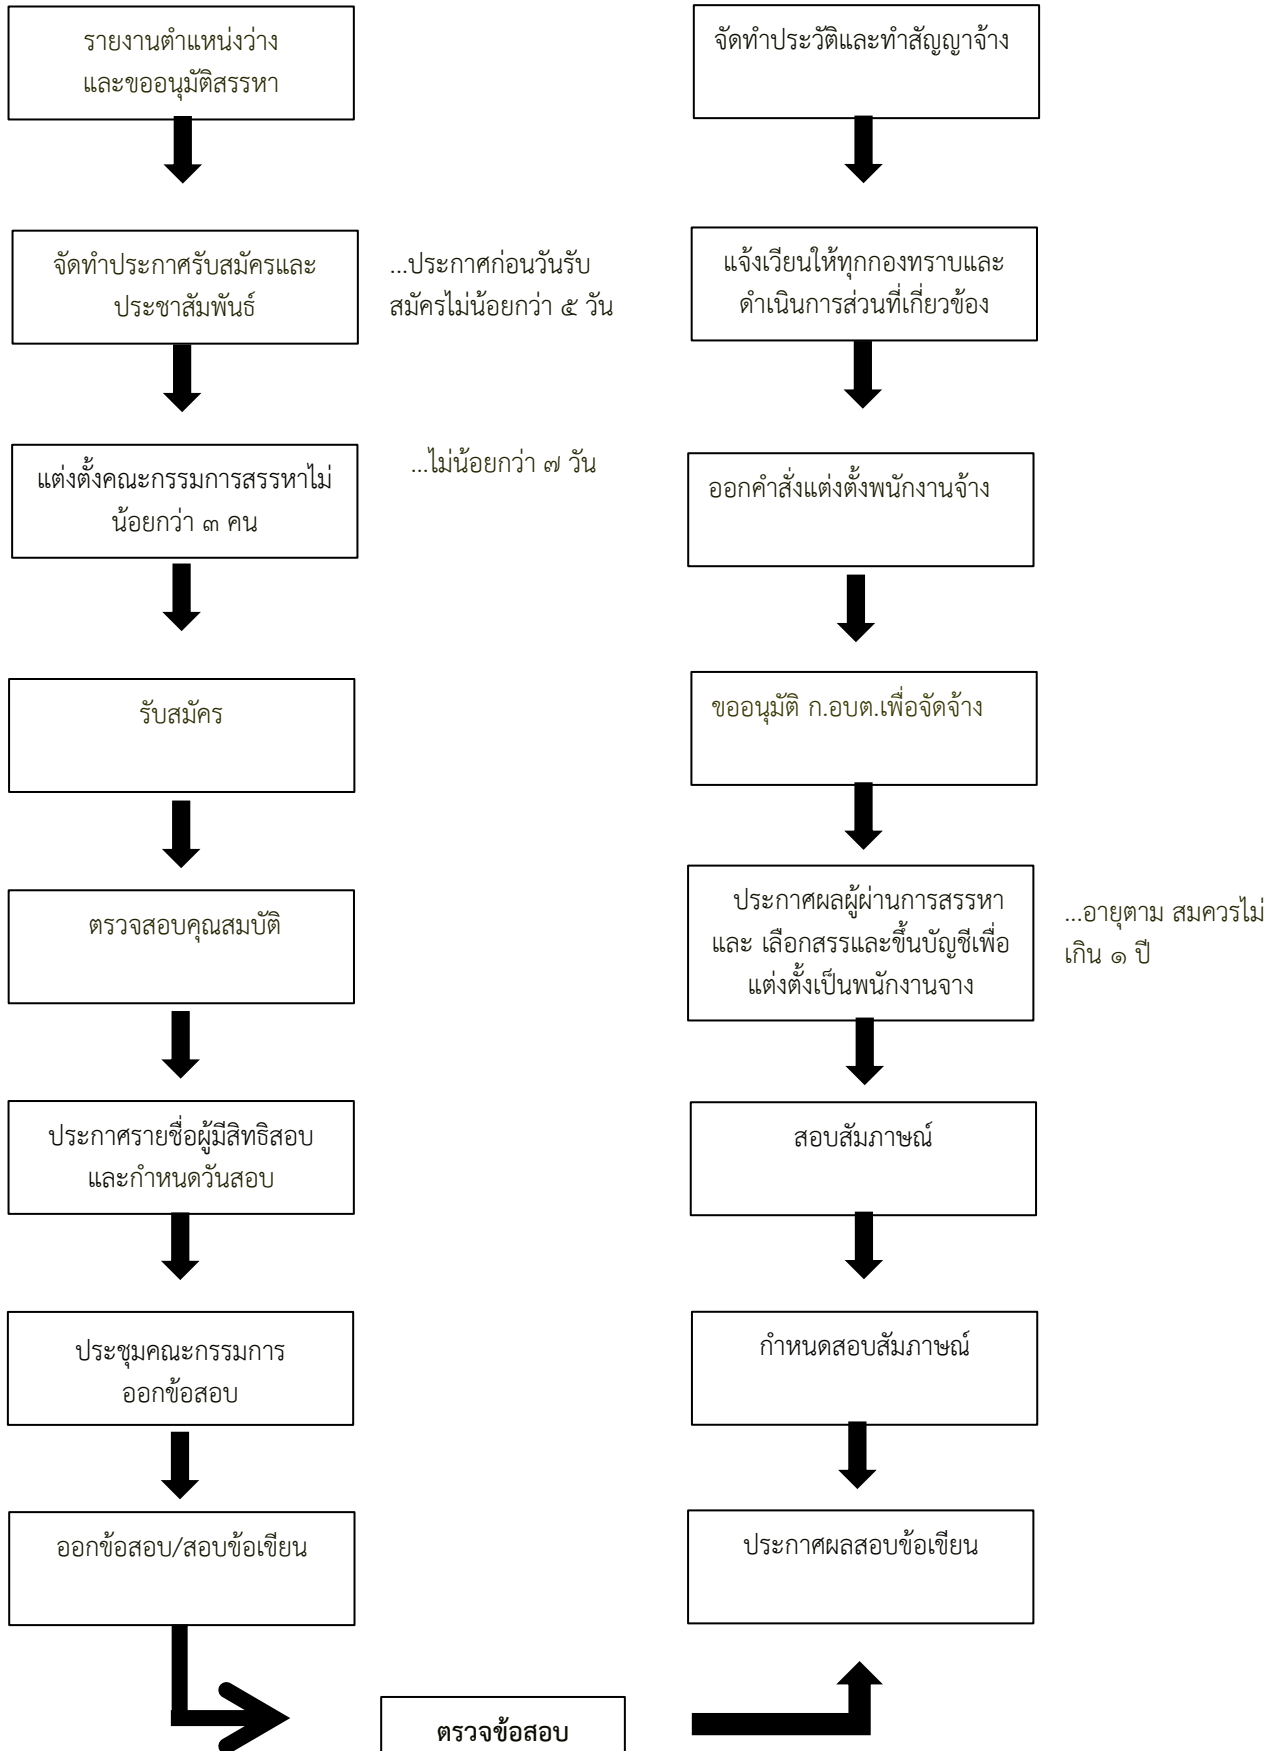 รายงานตำแหน่งว่าง
และขออนุมัติสรรหา
จัดทำประกาศรับสมัครและ
ประชาสัมพันธ์
...ประกาศก่อนวันรับ
สมัครไม่น้อยกว่า ๕ วัน
แต่งตั้งคณะกรรมการสรรหาไม่
น้อยกว่า ๓ คน
...ไม่น้อยกว่า ๗ วัน
รับสมัคร
ตรวจสอบคุณสมบัติ
ประกาศรายชื่อผู้มีสิทธิสอบ
และกำหนดวันสอบ
ประชุมคณะกรรมการ
ออกข้อสอบ
ออกข้อสอบ/สอบข้อเขียน
ตรวจข้อสอบ
จัดทำประวัติและทำสัญญาจ้าง
แจ้งเวียนให้ทุกกองทราบและ
ดำเนินการส่วนที่เกี่ยวข้อง
ออกคำสั่งแต่งตั้งพนักงานจ้าง
ขออนุมัติ ก.อบต.เพื่อจัดจ้าง
ประกาศผลผู้ผ่านการสรรหา
และ เลือกสรรและขึ้นบัญชีเพื่อ
แต่งตั้งเป็นพนักงานจาง
...อายุตาม สมควรไม่
เกิน ๑ ปี
สอบสัมภาษณ์
กำหนดสอบสัมภาษณ์
ประกาศผลสอบข้อเขียน